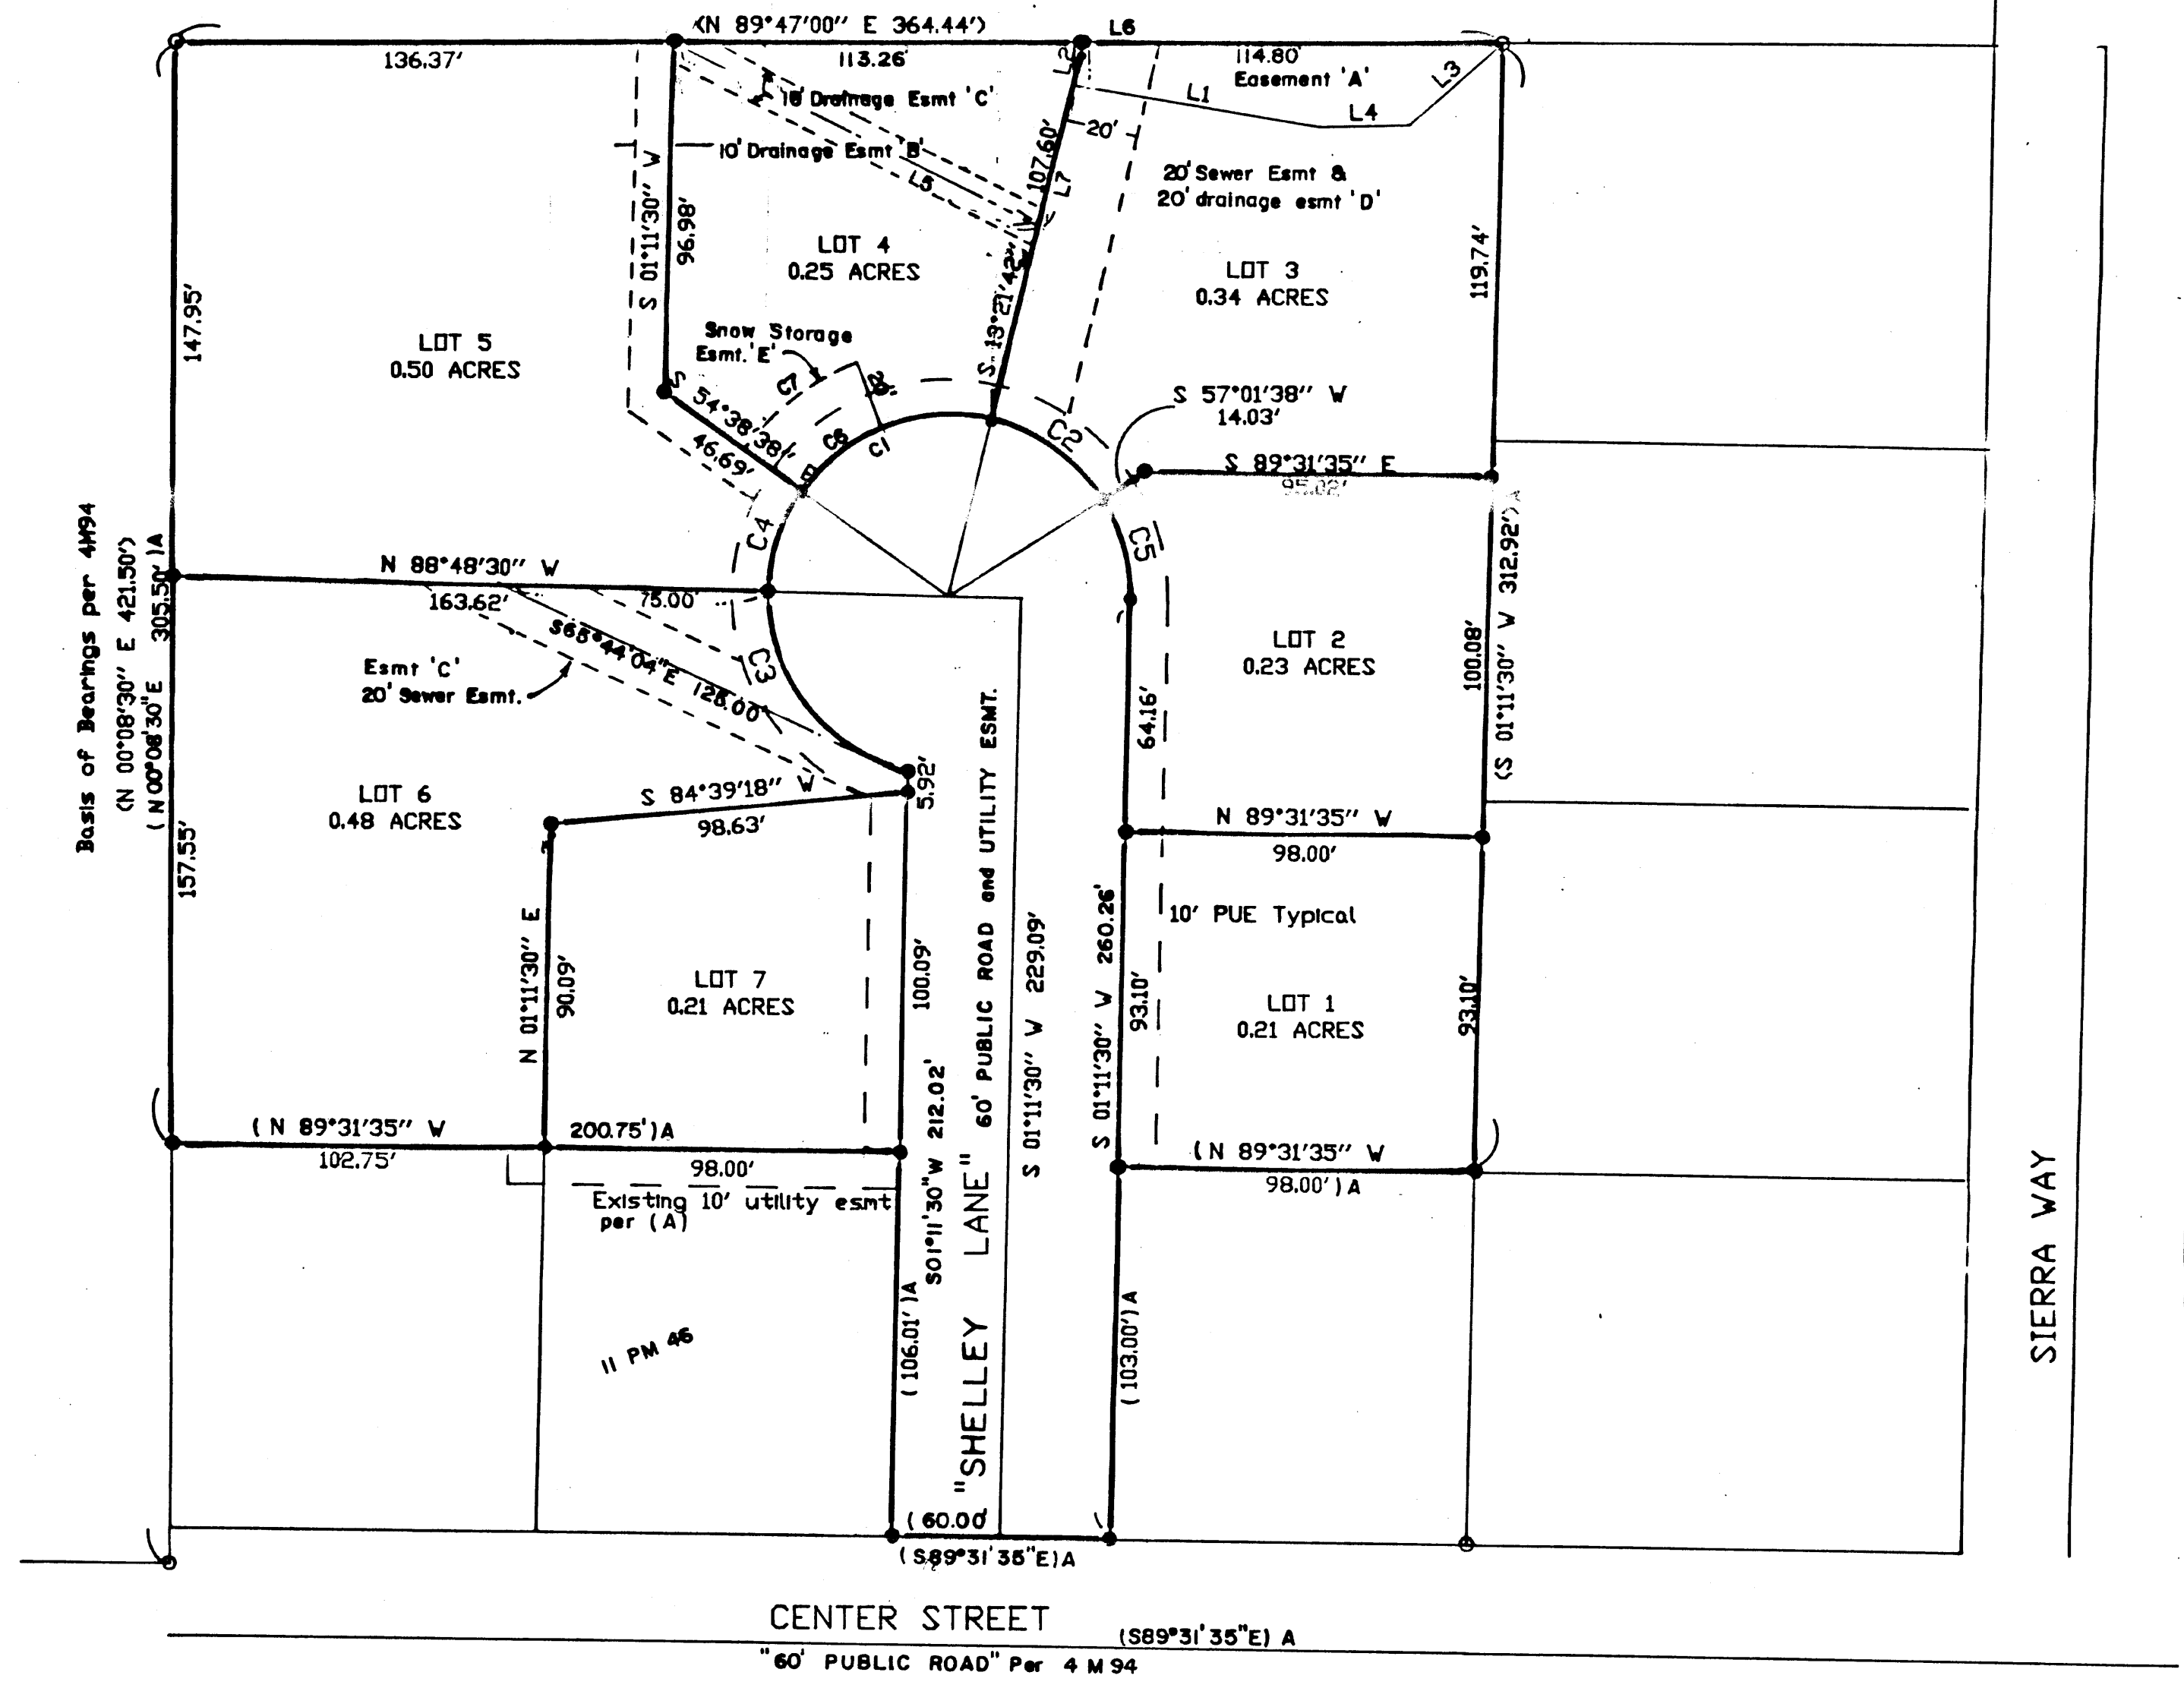 (N 89°47'00" E 364.44')
L6
136.37'
113.26'
114.80'
Easement 'A'
L2
L3
L1
L4
10' Drainage Esmt 'C'
20'
10' Drainage Esmt 'B'
L5
107.60'
L7
20' Sewer Esmt &
20' drainage esmt 'D'
S 01°11'30" W
96.98'
LOT 4
0.25 ACRES
LOT 3
0.34 ACRES
119.74'
147.95'
LOT 5
0.50 ACRES
Snow Storage
Esmt. 'E'
C7
S 13°21'42"
S 57°01'38" W
14.03'
S 54°38'38"
46.69'
C6
C1
C2
S 89°31'35" E
95.02'
C4
C5
Basis of Bearings per 4M94
(N 00°08'30" E 421.50')
(N 00°08'30"E 305.50')A
N 88°48'30" W
163.62'
75.00'
S65°44'04"E 125.00'
C3
Esmt 'C'
20' Sewer Esmt.
LOT 2
0.23 ACRES
100.08'
(S 01°11'30" W 312.92')A
64.16'
5.92'
LOT 6
0.48 ACRES
S 84°39'18" W
98.63'
157.55'
N 89°31'35" W
98.00'
10' PUE Typical
N 01°11'30" E
90.09'
LOT 7
0.21 ACRES
100.09'
"SHELLEY LANE" 60' PUBLIC ROAD and UTILITY ESMT.
S 01°11'30" W 229.09'
S 01°11'30" W 260.26'
93.10'
LOT 1
0.21 ACRES
93.10'
(N 89°31'35" W
200.75')A
102.75'
98.00'
(N 89°31'35" W
98.00')A
Existing 10' utility esmt
per (A)
S01°11'30"W 212.02'
(106.01')A
(103.00')A
11 PM 46
SIERRA WAY
(60.00'
(S89°31'35"E)A
CENTER STREET
(S89°31'35"E) A
"60' PUBLIC ROAD" Per 4 M 94